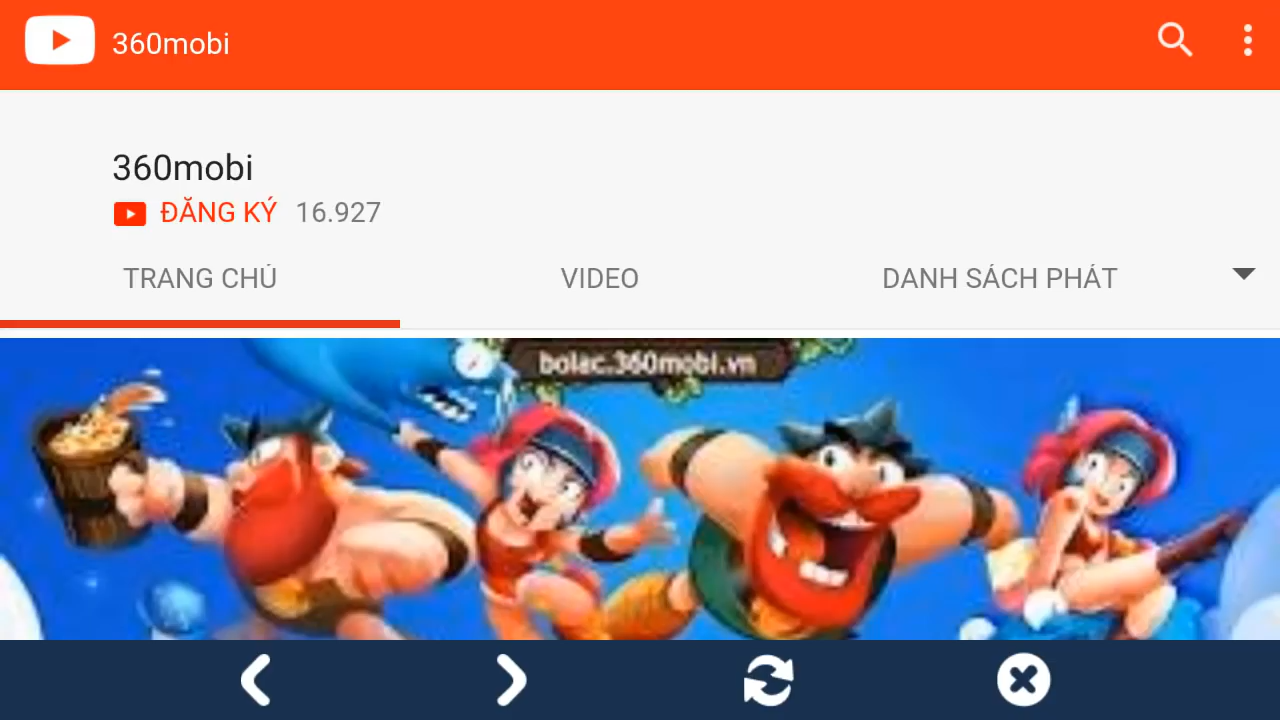 360mobi
360mobi
ĐĂNG KÝ 16.927
TRANG CHỦ VIDEO DANH SÁCH PHÁT
bolac.360mobi.vn